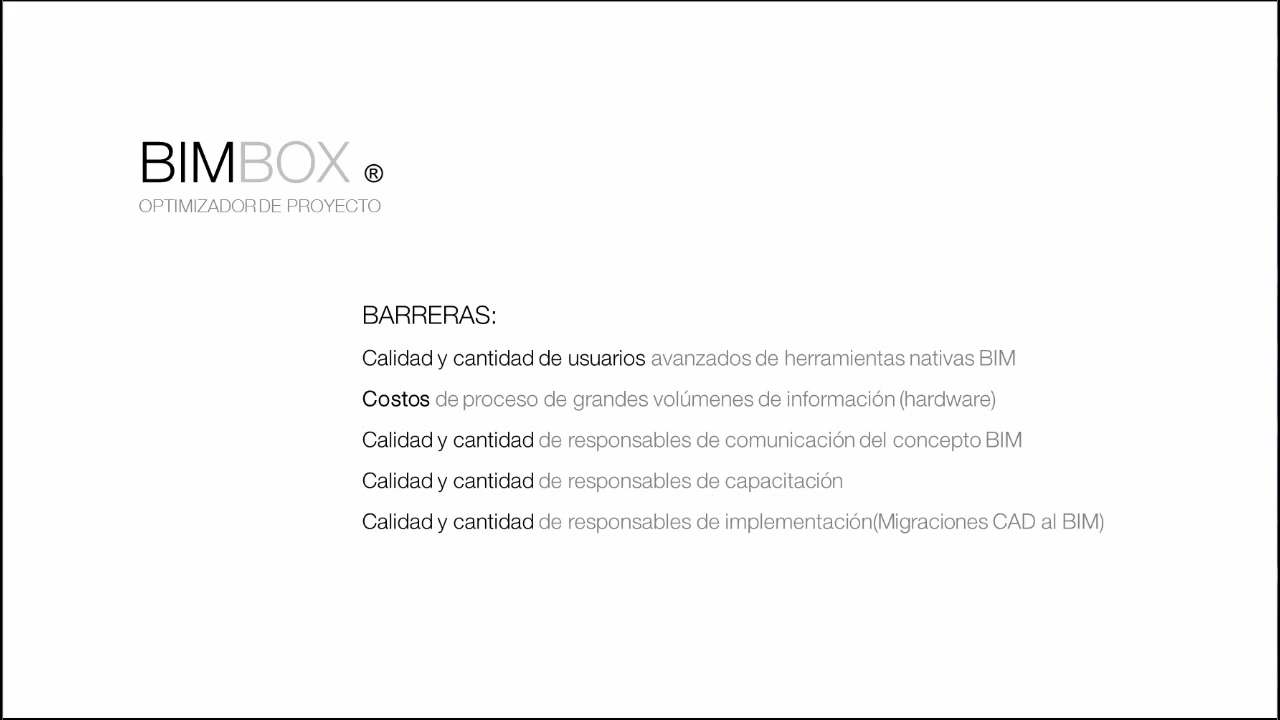 BIMBOX ®
OPTIMIZADOR DE PROYECTO
BARRERAS:
Calidad y cantidad de usuarios avanzados de herramientas nativas BIM
Costos de proceso de grandes volúmenes de información (hardware)
Calidad y cantidad de responsables de comunicación del concepto BIM
Calidad y cantidad de responsables de capacitación
Calidad y cantidad de responsables de implementación(Migraciones CAD al BIM)